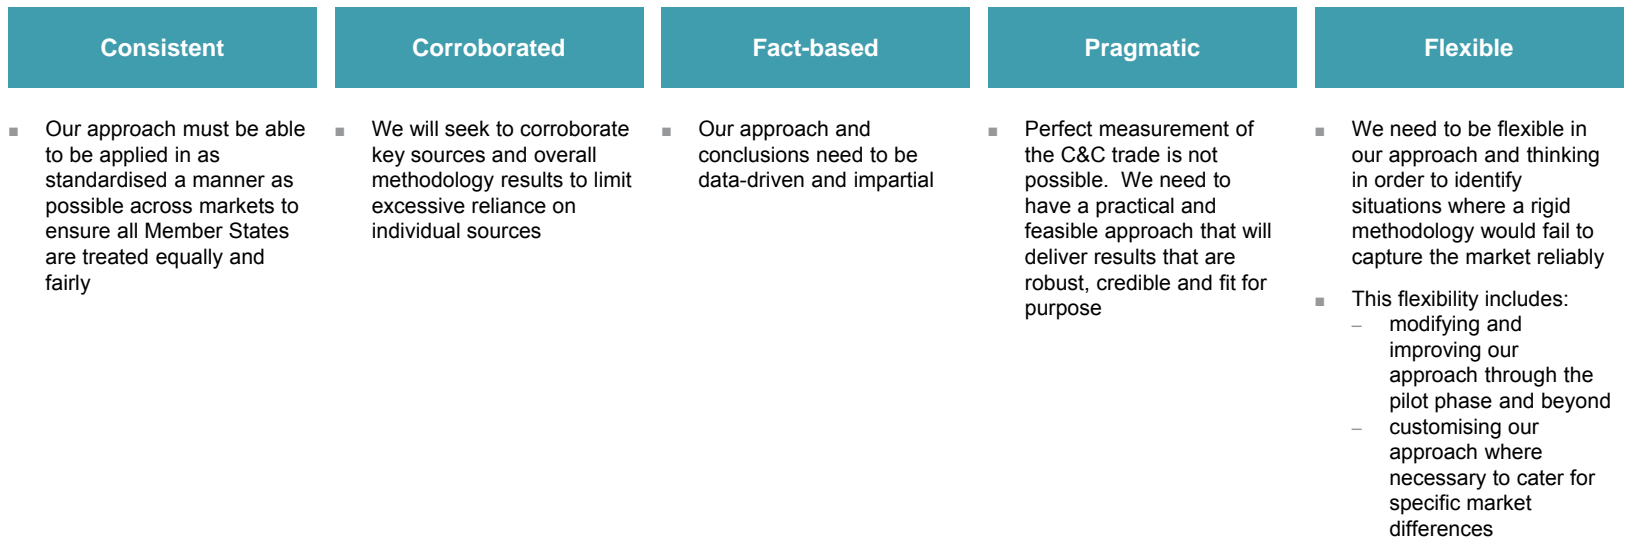 Consistent
Our approach must be able
to be applied in as
standardised a manner as
possible across markets to
ensure all Member States
are treated equally and
fairly
Corroborated
We will seek to corroborate
key sources and overall
methodology results to limit
excessive reliance on
individual sources
Fact-based
Our approach and
conclusions need to be
data-driven and impartial
Pragmatic
Perfect measurement of
the C&C trade is not
possible.  We need to
have a practical and
feasible approach that will
deliver results that are
robust, credible and fit for
purpose
Flexible
We need to be flexible in
our approach and thinking
in order to identify
situations where a rigid
methodology would fail to
capture the market reliably
This flexibility includes:
– modifying and
improving our
approach through the
pilot phase and beyond
– customising our
approach where
necessary to cater for
specific market
differences